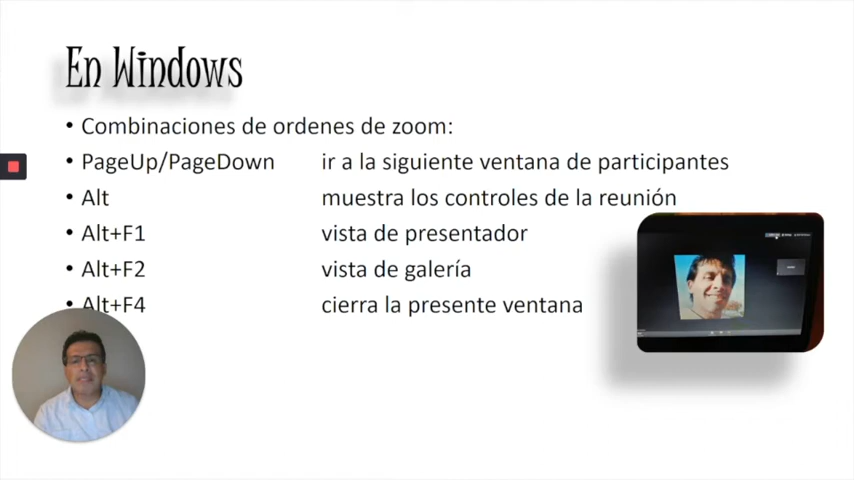 En Windows
• Combinaciones de ordenes de zoom:
• PageUp/PageDown ir a la siguiente ventana de participantes
• Alt muestra los controles de la reunión
• Alt+F1 vista de presentador
• Alt+F2 vista de galería
• Alt+F4 cierra la presente ventana